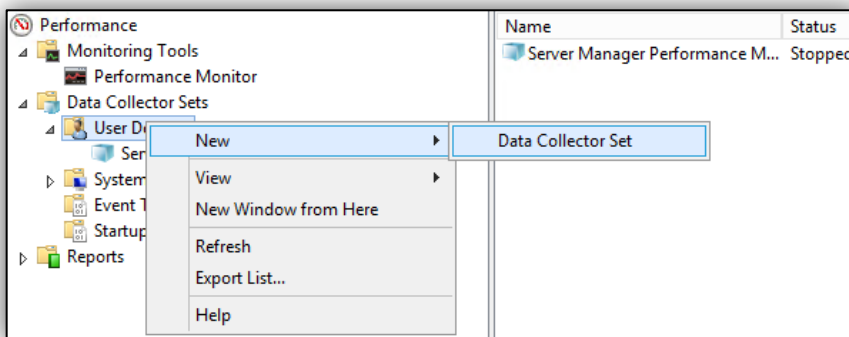 Performance
Monitoring Tools
Performance Monitor
Data Collector Sets
User De
Ser
System
Event T
Startup
Reports
New
View
New Window from Here
Refresh
Export List...
Help
Data Collector Set
Name Status
Server Manager Performance M... Stopped